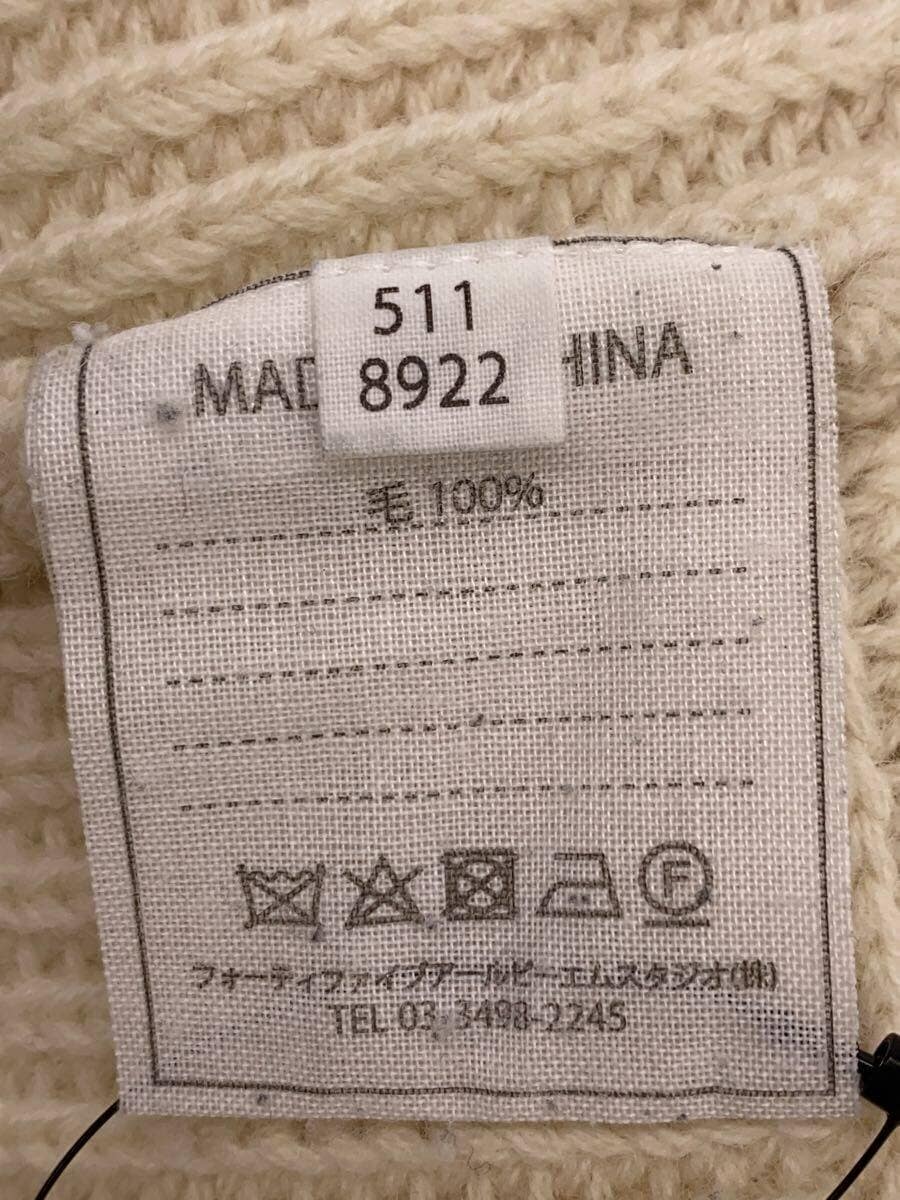 511
8922
MAD HINA
毛 100%
F
フォーティファイブアールピーエムスタジオ(株)
TEL 03-3498-2245